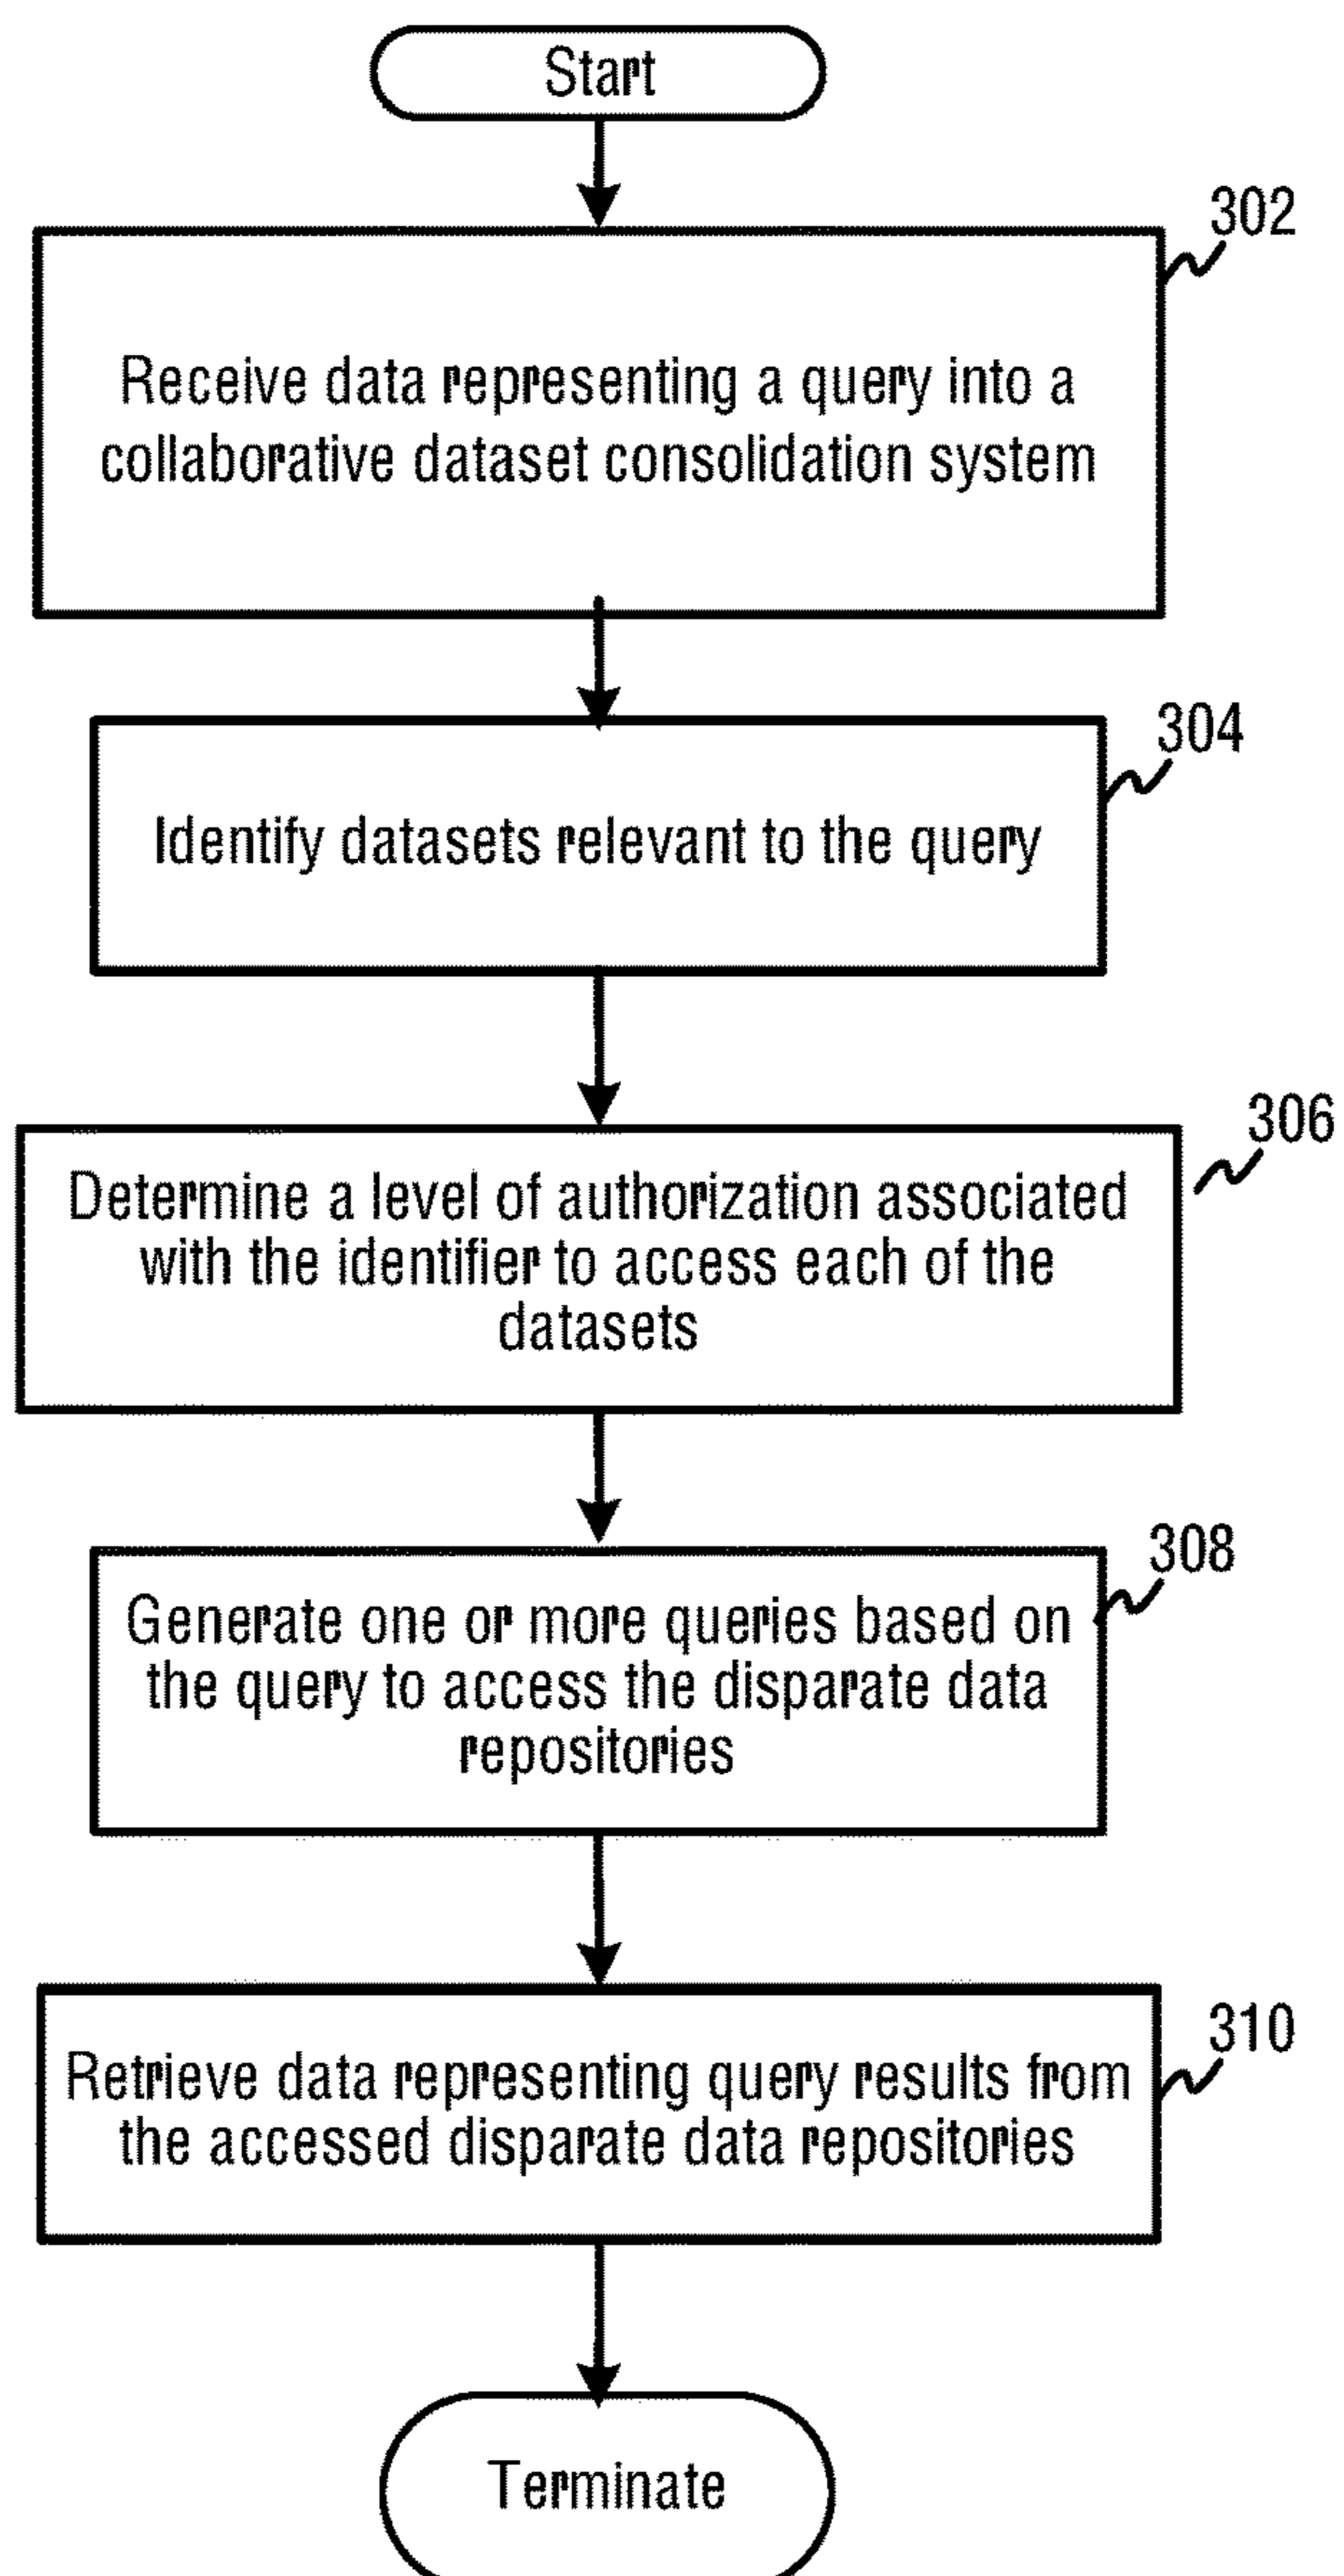 Start
302
Receive data representing a query into a
collaborative dataset consolidation system
304
Identify datasets relevant to the query
306
Determine a level of authorization associated
with the identifier to access each of the
datasets
308
Generate one or more queries based on
the query to access the disparate data
repositories
310
Retrieve data representing query results from
the accessed disparate data repositories
Terminate